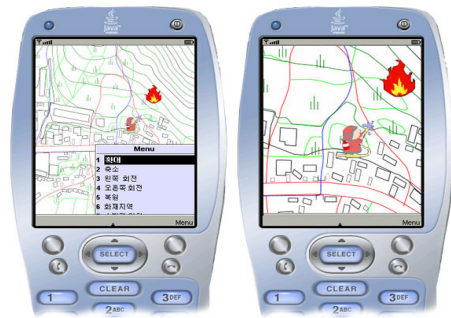 Java
Menu
1 확대
2 축소
3 왼쪽 회전
4 오른쪽 회전
5 복원
6 화재지역
Menu
SELECT
CLEAR
1
2ABC
3DEF
Java
Menu
SELECT
CLEAR
1
2ABC
3DEF